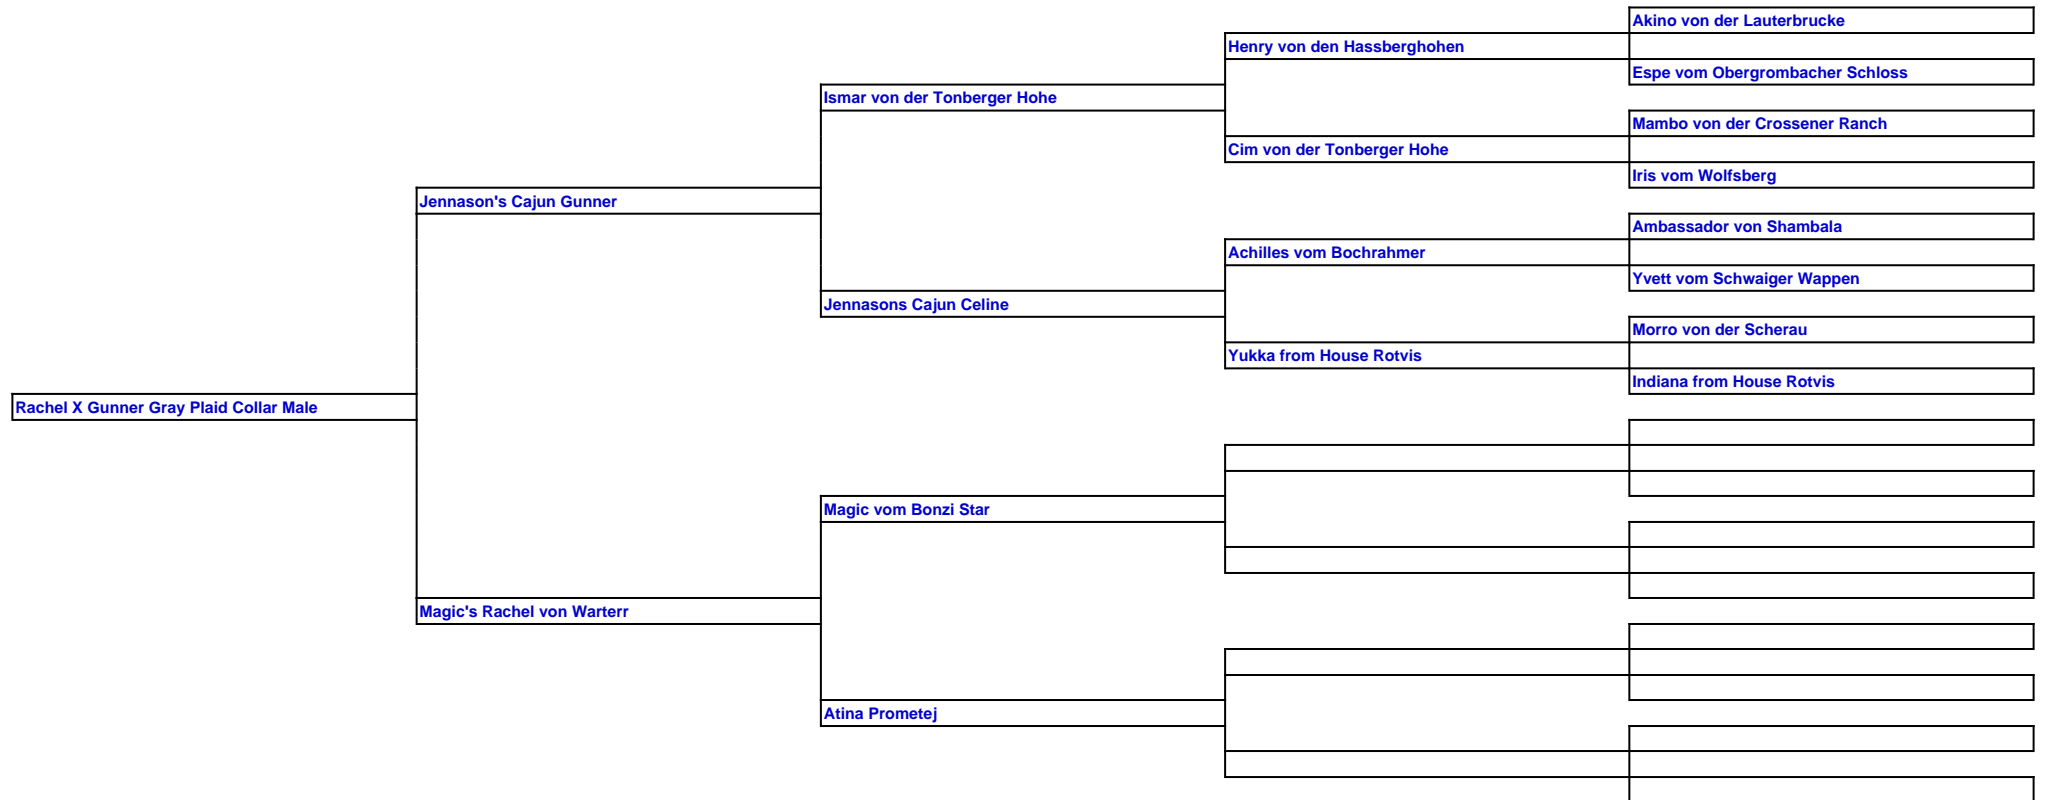 Akino von der Lauterbrucke
Henry von den Hassberghohen
Espe vom Obergrombacher Schloss
Ismar von der Tonberger Hohe
Mambo von der Crossener Ranch
Cim von der Tonberger Hohe
Iris vom Wolfsberg
Jennason's Cajun Gunner
Ambassador von Shambala
Achilles vom Bochrahmer
Yvett vom Schwaiger Wappen
Jennasons Cajun Celine
Morro von der Scherau
Yukka from House Rotvis
Indiana from House Rotvis
Rachel X Gunner Gray Plaid Collar Male
Magic vom Bonzi Star
Magic's Rachel von Warterr
Atina Prometej